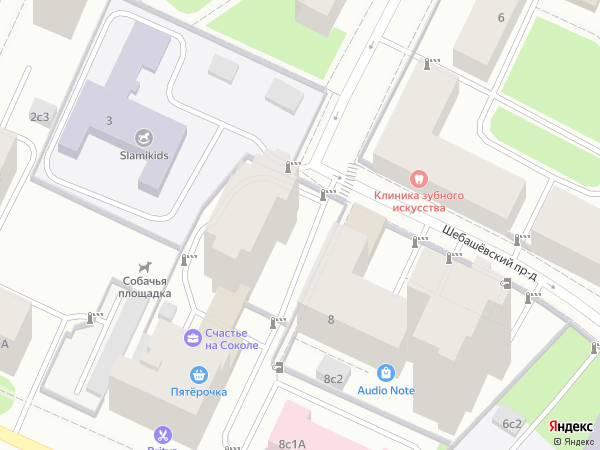 6
2с3
3
Slamikids
Клиника зубного
искусства
Шебашёвский пр-д
Собачья
площадка
8
Счастье
на Соколе
Пятёрочка
8с2
Audio Note
6с2
8с1А
Яндекс